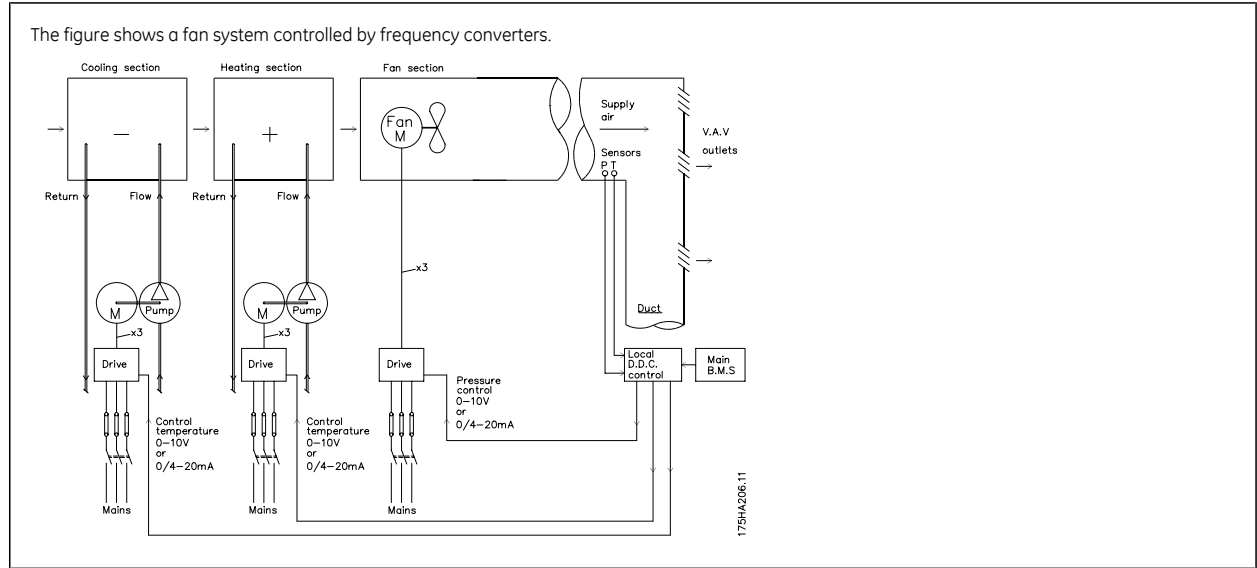 The figure shows a fan system controlled by frequency converters.
Cooling section
Heating section
Fan section
−
+
Fan
M
Supply
air
Sensors
P T
V.A.V
outlets
Return
Flow
Return
Flow
x3
M
Pump
M
Pump
Duct
x3
x3
Drive
Drive
Drive
Local
D.D.C.
control
Main
B.M.S
Pressure
control
0-10V
or
0/4-20mA
Control
temperature
0-10V
or
0/4-20mA
Control
temperature
0-10V
or
0/4-20mA
Mains
Mains
Mains
175HA206.11